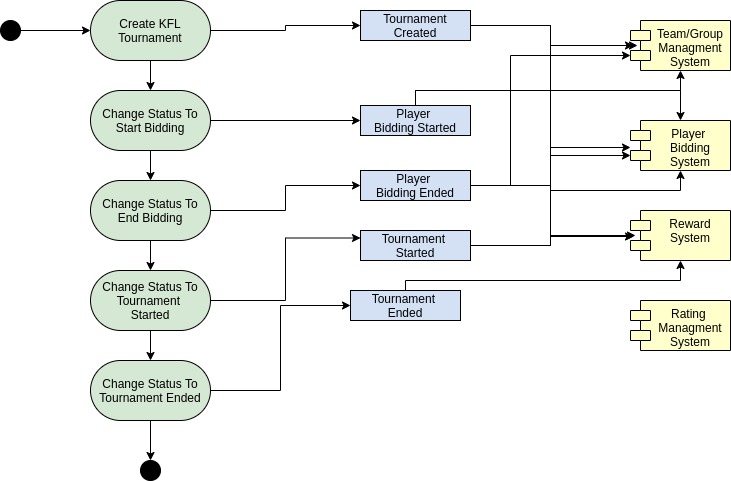 Create KFL
Tournament
Tournament
Created
Team/Group
Managment
System
Change Status To
Start Bidding
Player
Bidding Started
Player
Bidding
System
Change Status To
End Bidding
Player
Bidding Ended
Reward
System
Tournament
Started
Change Status To
Tournament
Started
Tournament
Ended
Rating
Managment
System
Change Status To
Tournament Ended